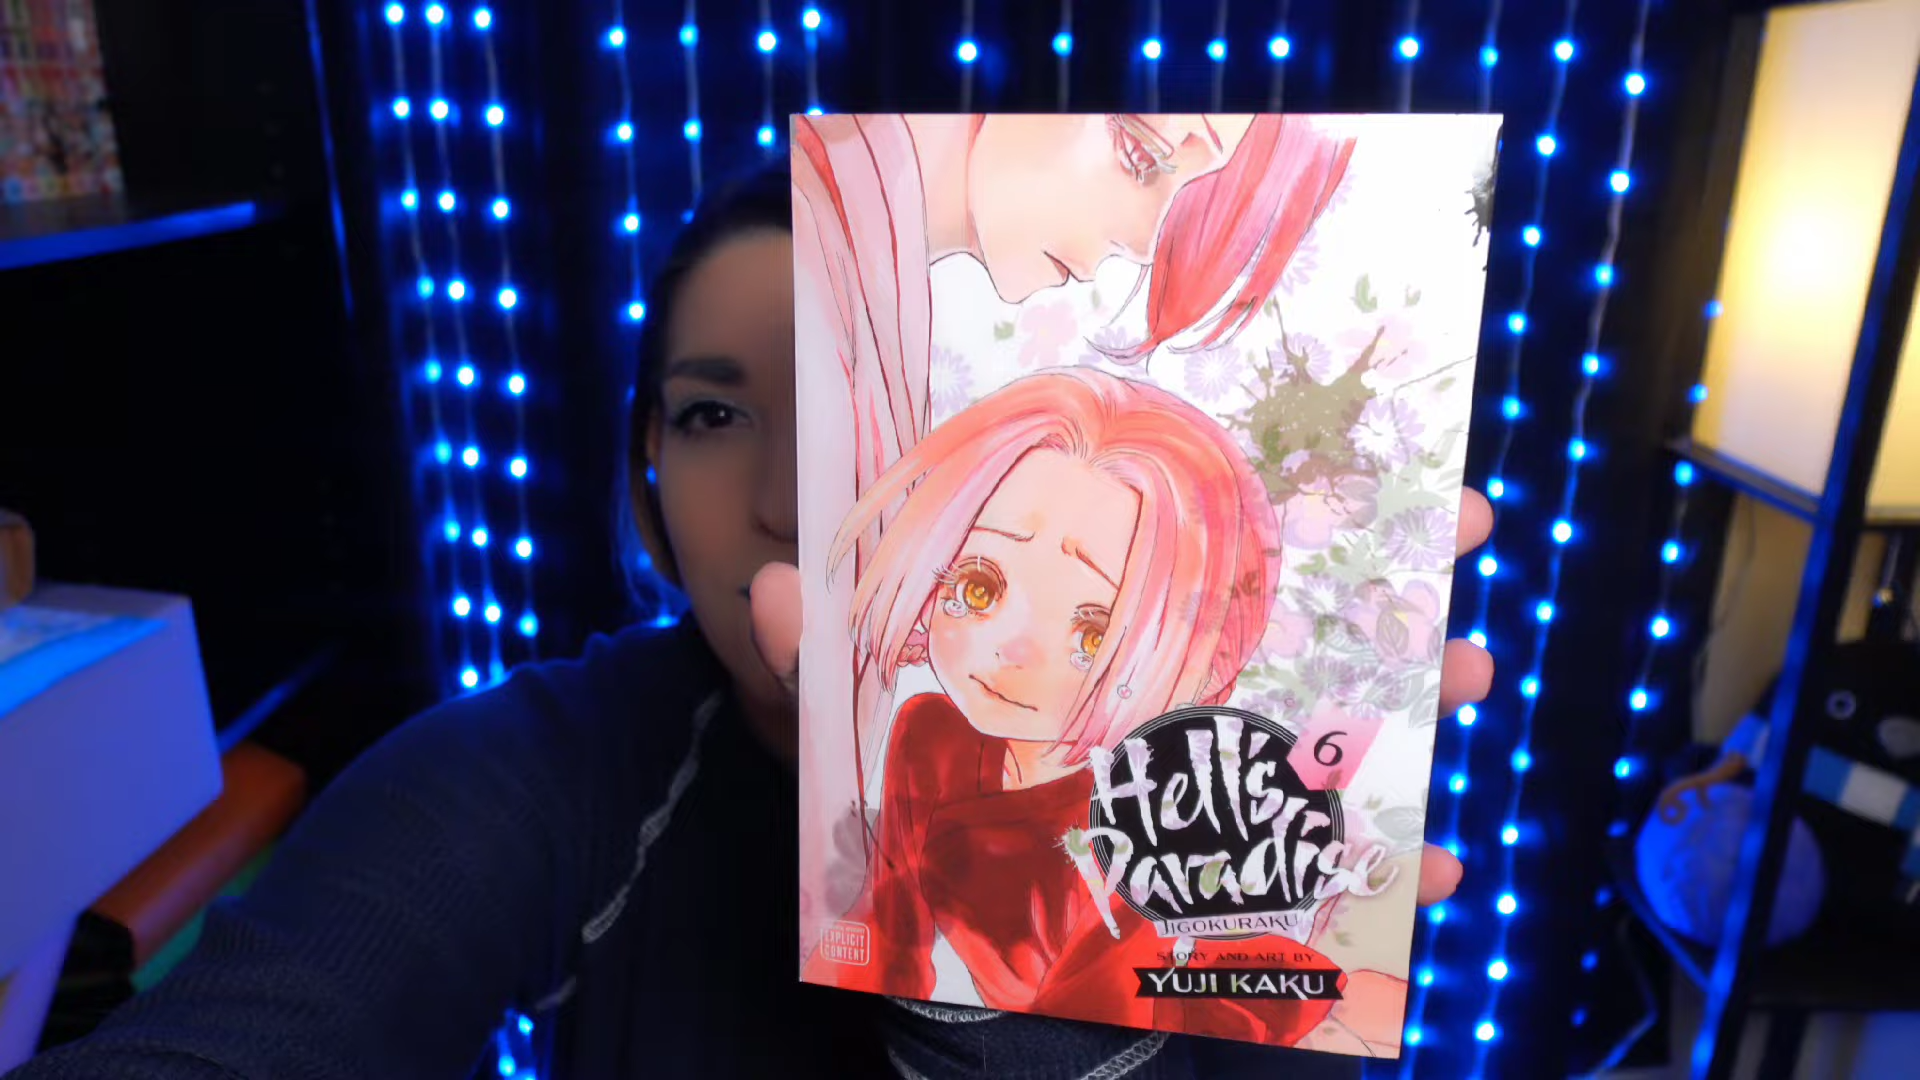 6
Hell's
Paradise
JIGOKURAKU
STORY AND ART BY
YUJI KAKU
EXPLICIT
CONTENT